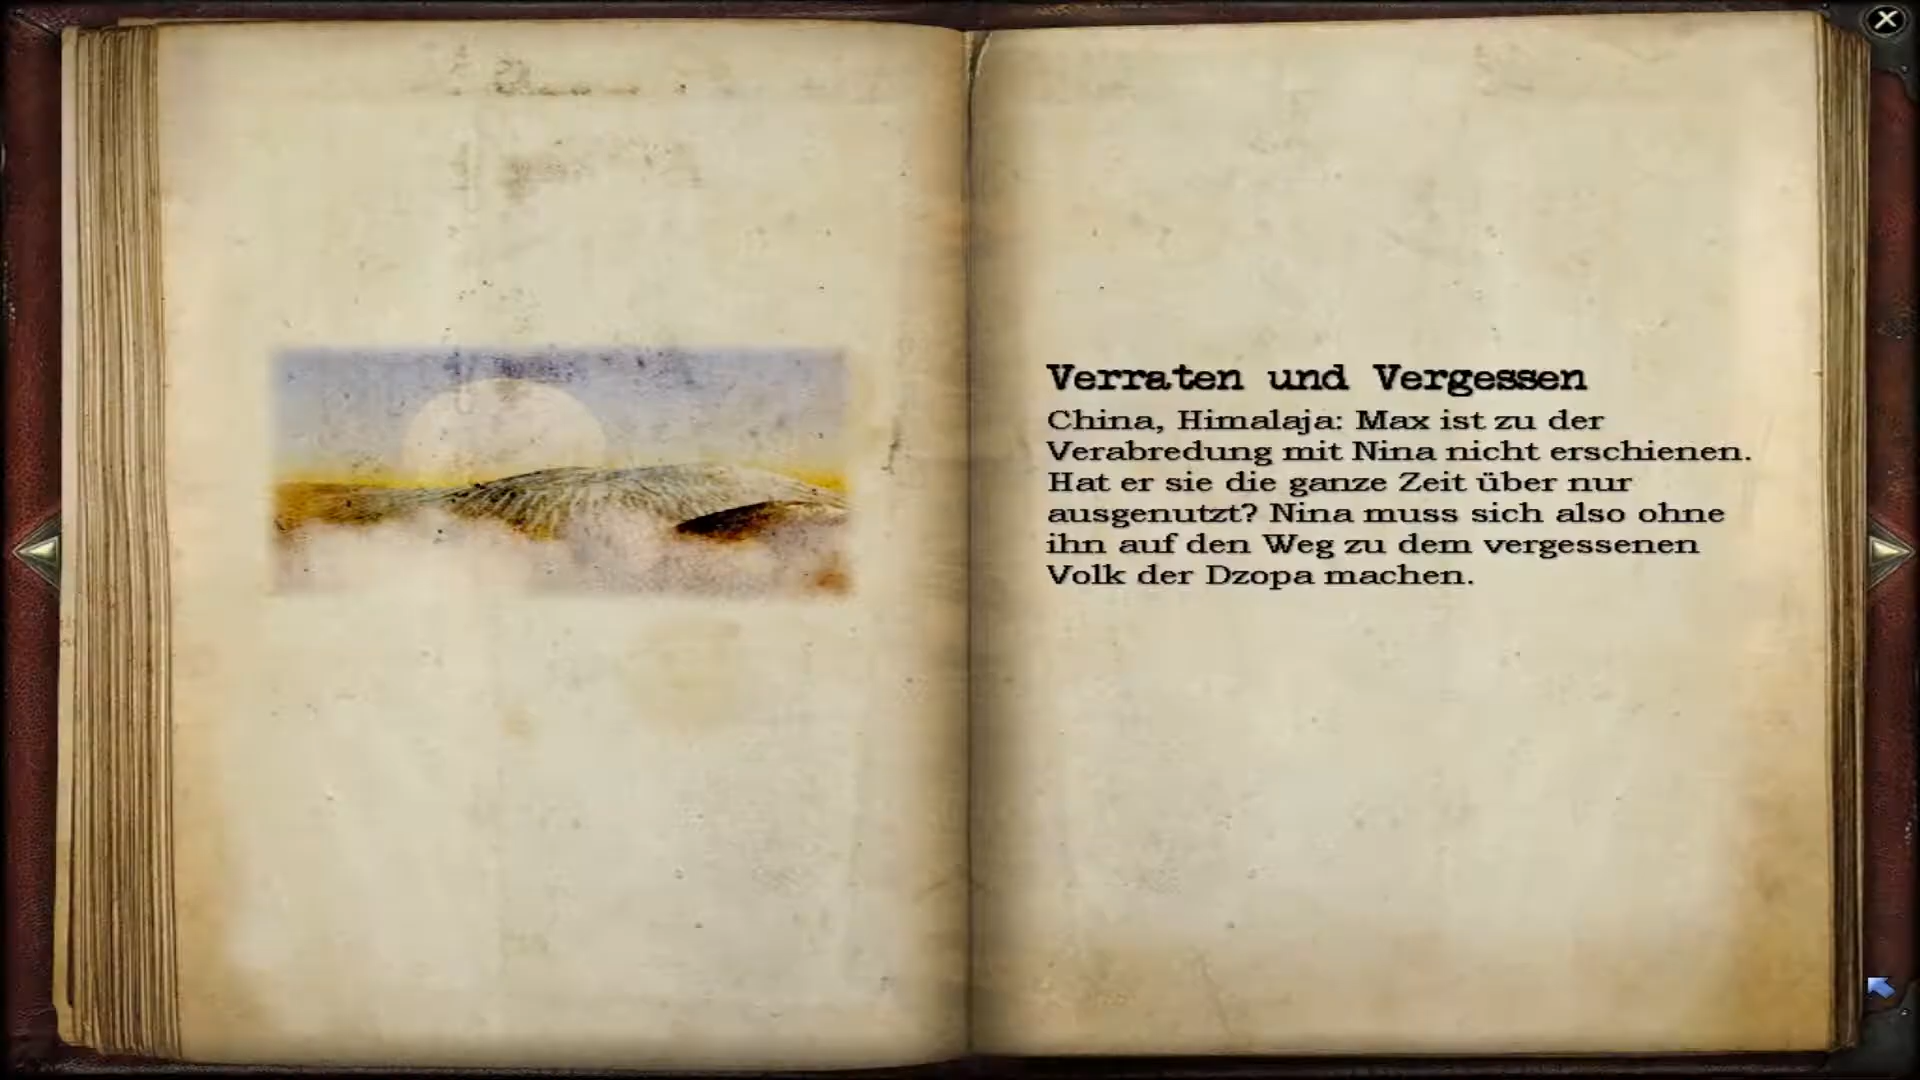 Verraten und Vergessen
China, Himalaja: Max ist zu der
Verabredung mit Nina nicht erschienen.
Hat er sie die ganze Zeit über nur
ausgenutzt? Nina muss sich also ohne
ihn auf den Weg zu dem vergessenen
Volk der Dzopa machen.